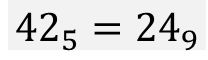 42₅ = 24₉